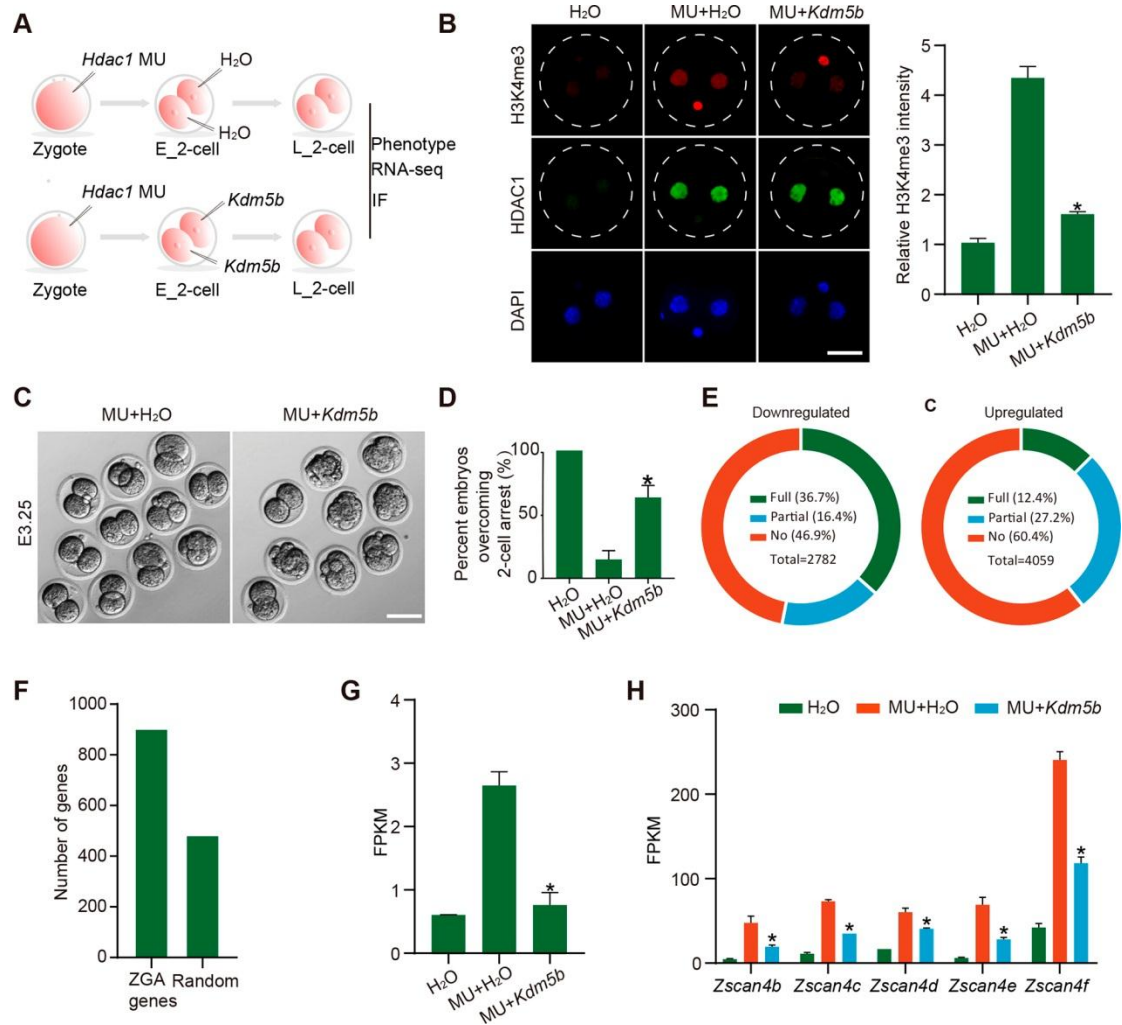 A
Hdac1 MU
H₂O
H₂O
Zygote
E_2-cell
L_2-cell
Hdac1 MU
Kdm5b
Kdm5b
Zygote
E_2-cell
L_2-cell
Phenotype
RNA-seq
IF
B
H₂O
MU+H₂O
MU+Kdm5b
H3K4me3
HDAC1
DAPI
Relative H3K4me3 intensity
5
4
3
2
1
0
*
H₂O
MU+H₂O
MU+Kdm5b
C
MU+H₂O
MU+Kdm5b
E3.25
D
Percent embryos
overcoming
2-cell arrest (%)
100
50
0
*
H₂O
MU+H₂O
MU+Kdm5b
E
Downregulated
Full (36.7%)
Partial (16.4%)
No (46.9%)
Total=2782
c
Upregulated
Full (12.4%)
Partial (27.2%)
No (60.4%)
Total=4059
F
Number of genes
1000
800
600
400
200
0
ZGA
genes
Random
G
FPKM
4
3
2
1
0
*
H₂O
MU+H₂O
MU+Kdm5b
H
H₂O
MU+H₂O
MU+Kdm5b
FPKM
300
200
100
0
*
*
*
*
*
Zscan4b
Zscan4c
Zscan4d
Zscan4e
Zscan4f